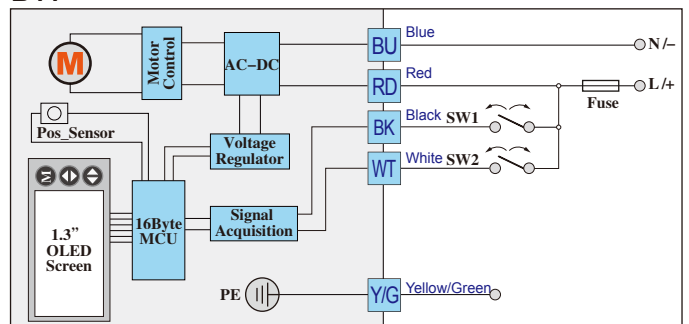 M
Motor Control
AC-DC
BU
Blue
N/-
RD
Red
L/+
Fuse
Pos_Sensor
Voltage Regulator
BK
Black
SW1
WT
White
SW2
M
1.3”
OLED
Screen
16Byte
MCU
Signal
Acquisition
PE
Y/G
Yellow/Green